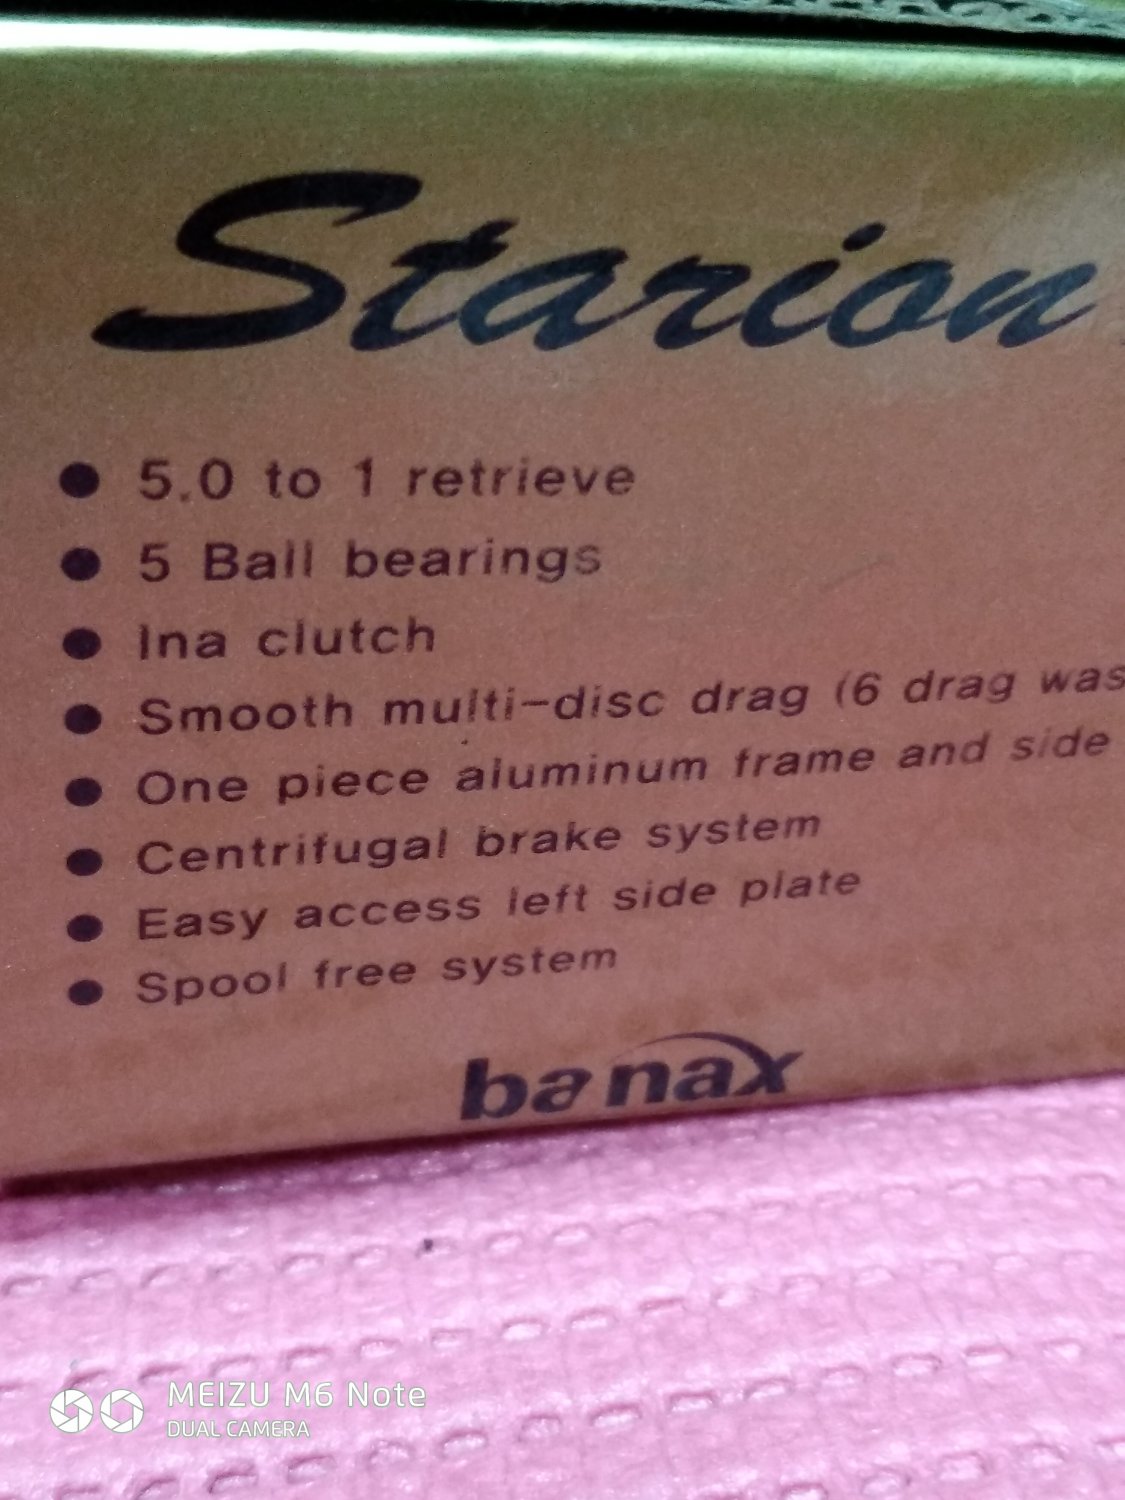 Starion
● 5.0 to 1 retrieve
● 5 Ball bearings
● Ina clutch
● Smooth multi-disc drag (6 drag was
● One piece aluminum frame and side
● Centrifugal brake system
● Easy access left side plate
● Spool free system
banax
MEIZU M6 Note
DUAL CAMERA